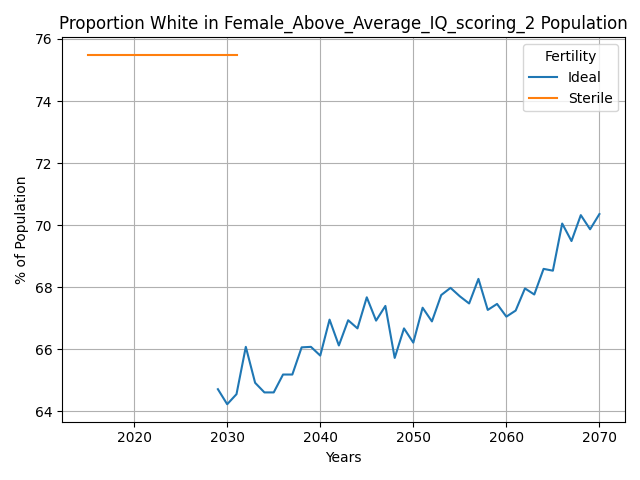 Proportion White in Female_Above_Average_IQ_scoring_2 Population
76
74
72
70
68
66
64
% of Population
Fertility
Ideal
Sterile
2020
2030
2040
2050
2060
2070
Years